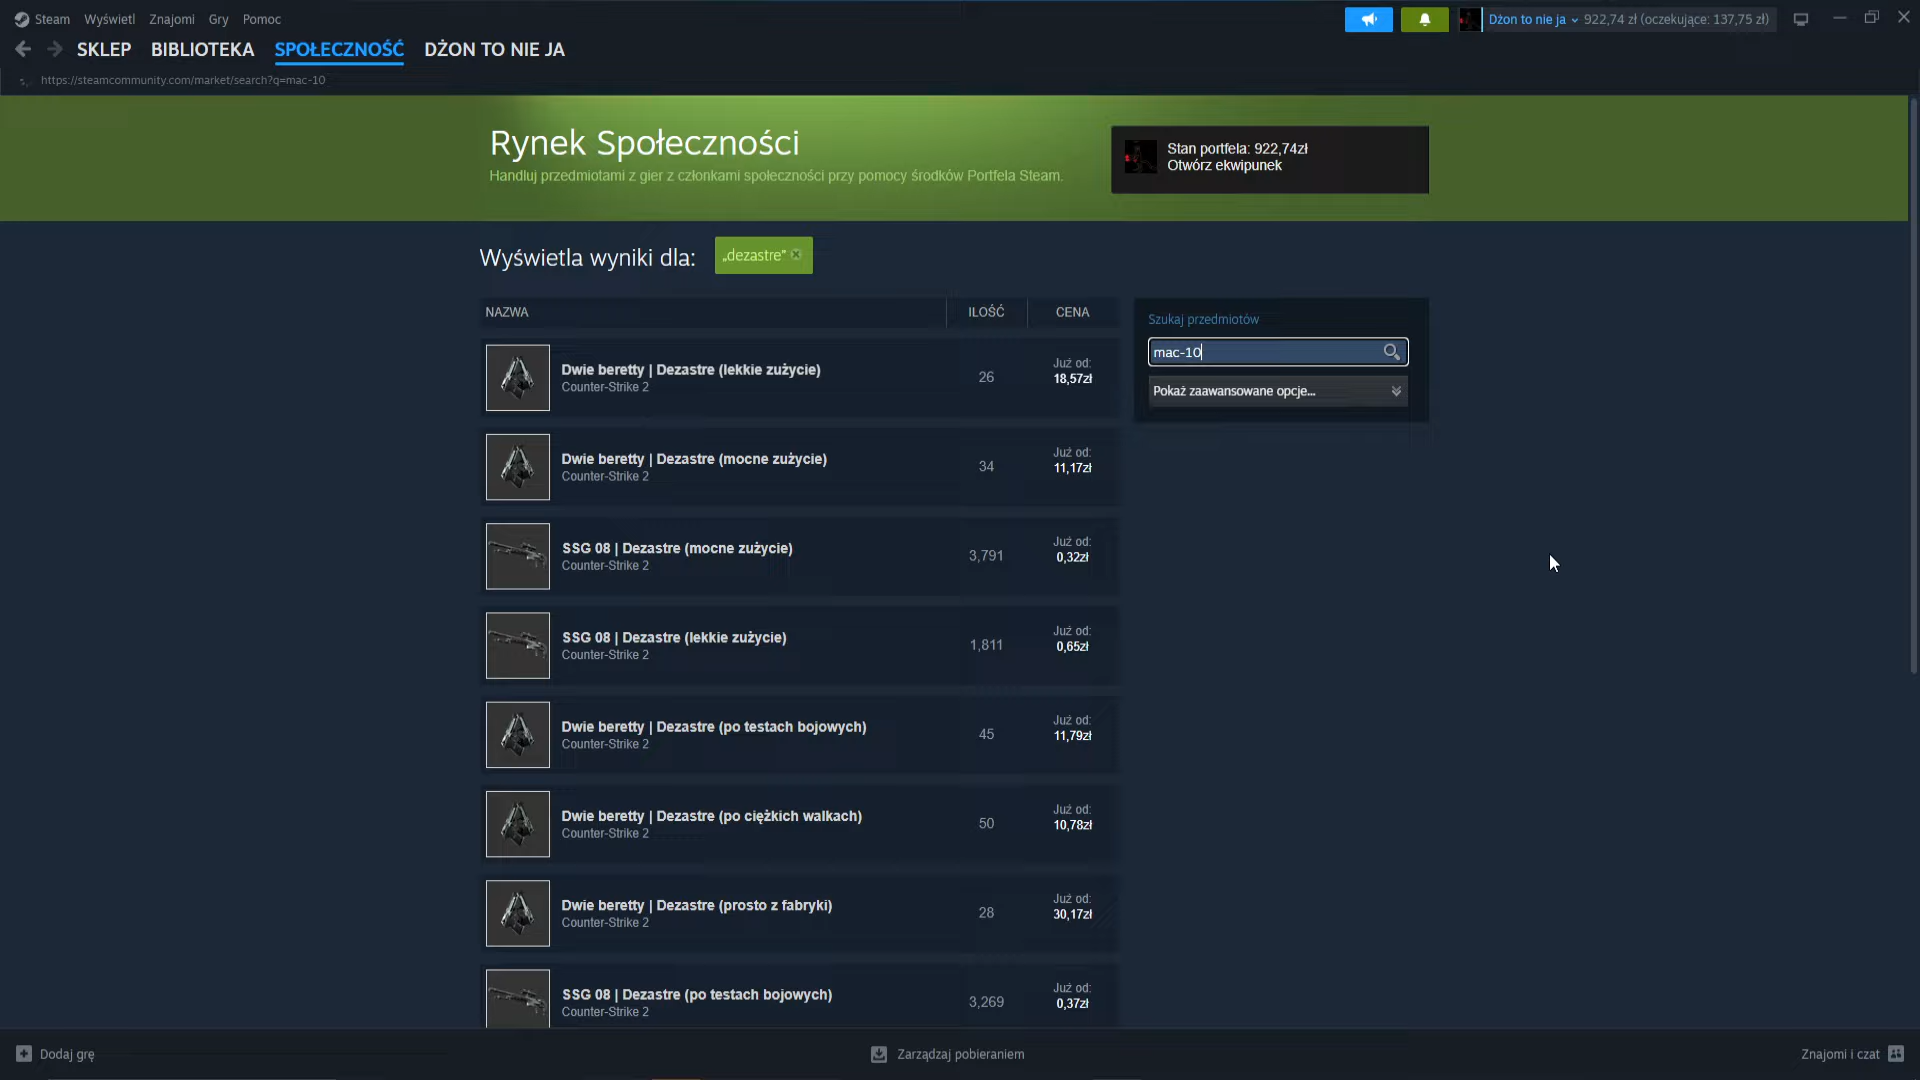 Steam Wyświetl Znajomi Gry Pomoc
Dżon to nie ja 922,74 zł (oczekujące: 137,75 zł)
SKLEP BIBLIOTEKA SPOŁECZNOŚĆ DŻON TO NIE JA
https://steamcommunity.com/market/search?q=mac-10
Rynek Społeczności
Handluj przedmiotami z gier z członkami społeczności przy pomocy środków Portfela Steam.
Stan portfela: 922,74zł
Otwórz ekwipunek
Wyświetla wyniki dla: „dezastre”
NAZWA ILOŚĆ CENA
Szukaj przedmiotów
mac-10
Pokaż zaawansowane opcje...
Dwie beretty | Dezastre (lekkie zużycie)
Counter-Strike 2
26
Już od:
18,57zł
Dwie beretty | Dezastre (mocne zużycie)
Counter-Strike 2
34
Już od:
11,17zł
SSG 08 | Dezastre (mocne zużycie)
Counter-Strike 2
3,791
Już od:
0,32zł
SSG 08 | Dezastre (lekkie zużycie)
Counter-Strike 2
1,811
Już od:
0,65zł
Dwie beretty | Dezastre (po testach bojowych)
Counter-Strike 2
45
Już od:
11,79zł
Dwie beretty | Dezastre (po ciężkich walkach)
Counter-Strike 2
50
Już od:
10,78zł
Dwie beretty | Dezastre (prosto z fabryki)
Counter-Strike 2
28
Już od:
30,17zł
SSG 08 | Dezastre (po testach bojowych)
Counter-Strike 2
3,269
Już od:
0,37zł
Dodaj grę
Zarządzaj pobieraniem
Znajomi i czat